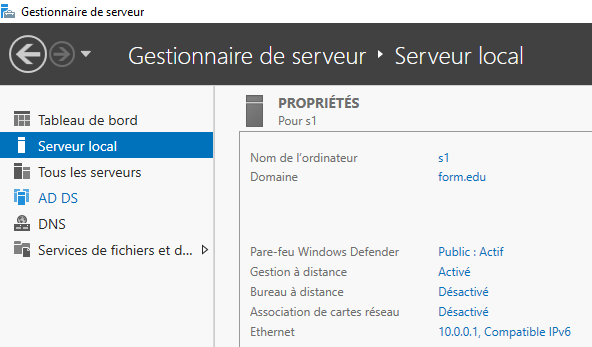 Gestionnaire de serveur
Gestionnaire de serveur ‣ Serveur local
Tableau de bord
Serveur local
Tous les serveurs
AD DS
DNS
Services de fichiers et d...
PROPRIÉTÉS
Pour s1
Nom de l'ordinateur s1
Domaine form.edu
Pare-feu Windows Defender Public : Actif
Gestion à distance Activé
Bureau à distance Désactivé
Association de cartes réseau Désactivé
Ethernet 10.0.0.1, Compatible IPv6